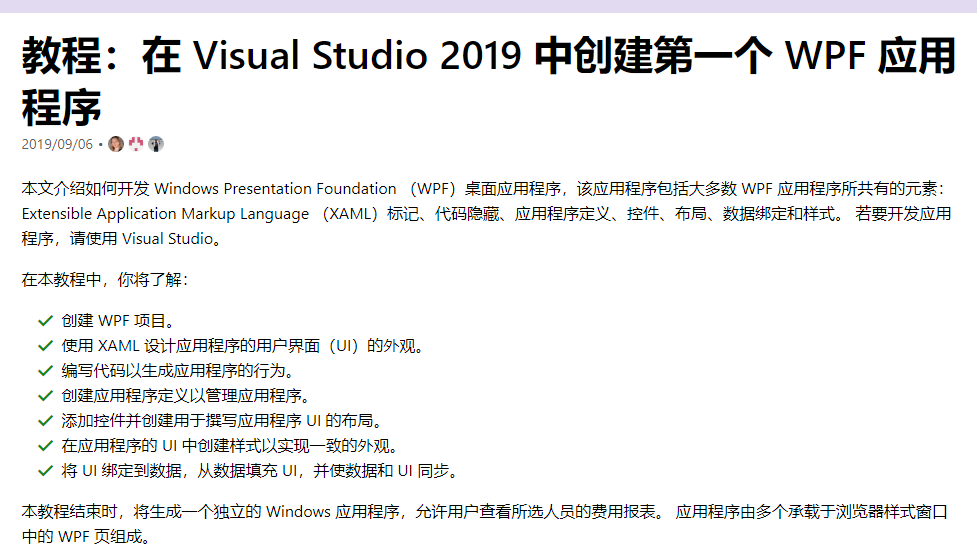 教程：在 Visual Studio 2019 中创建第一个 WPF 应用
程序
2019/09/06 •
本文介绍如何开发 Windows Presentation Foundation （WPF）桌面应用程序，该应用程序包括大多数 WPF 应用程序所共有的元素：
Extensible Application Markup Language （XAML）标记、代码隐藏、应用程序定义、控件、布局、数据绑定和样式。 若要开发应用
程序，请使用 Visual Studio。
在本教程中，你将了解：
创建 WPF 项目。
使用 XAML 设计应用程序的用户界面（UI）的外观。
编写代码以生成应用程序的行为。
创建应用程序定义以管理应用程序。
添加控件并创建用于撰写应用程序 UI 的布局。
在应用程序的 UI 中创建样式以实现一致的外观。
将 UI 绑定到数据，从数据填充 UI，并使数据和 UI 同步。
本教程结束时，将生成一个独立的 Windows 应用程序，允许用户查看所选人员的费用报表。 应用程序由多个承载于浏览器样式窗口
中的 WPF 页组成。